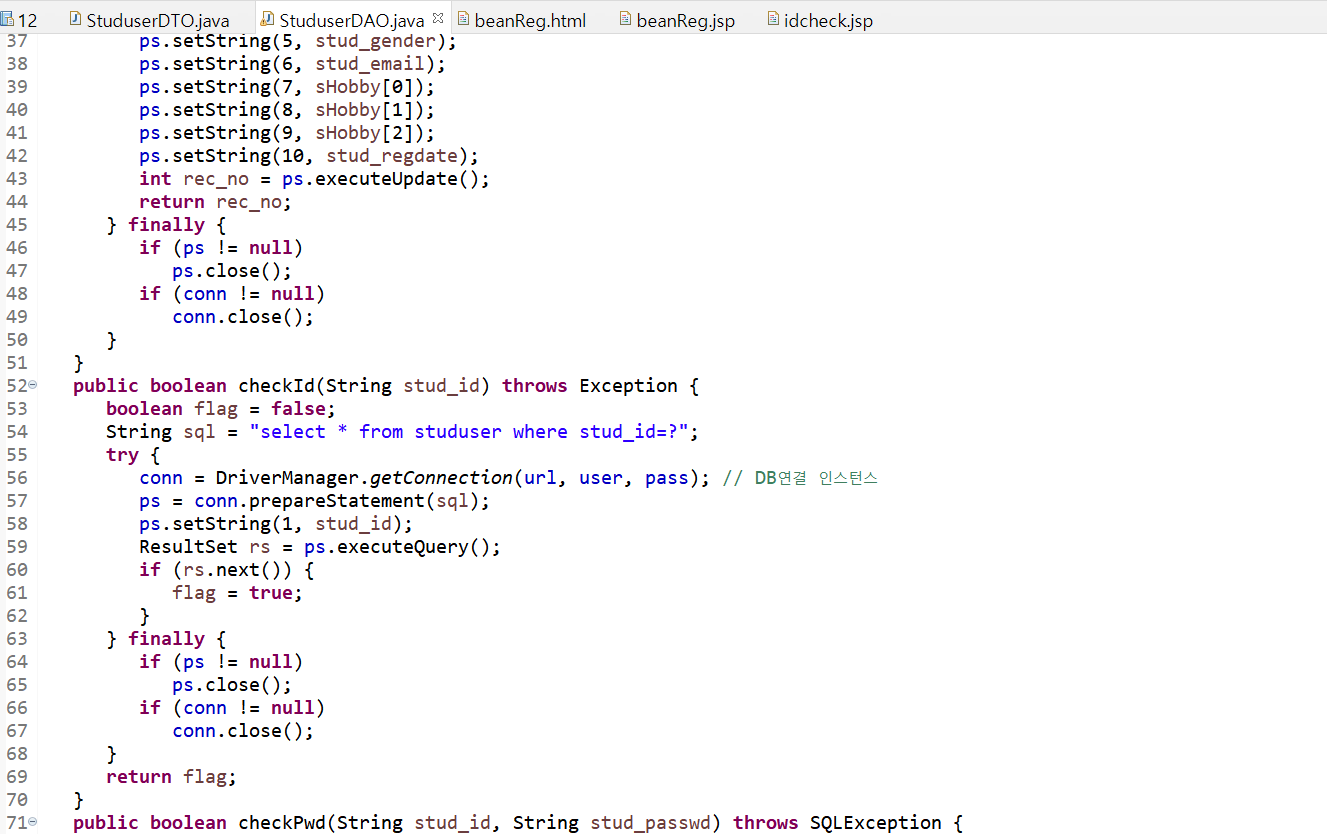 12 StuduserDTO.java StuduserDAO.java beanReg.html beanReg.jsp idcheck.jsp
37 ps.setString(5, stud_gender);
38 ps.setString(6, stud_email);
39 ps.setString(7, sHobby[0]);
40 ps.setString(8, sHobby[1]);
41 ps.setString(9, sHobby[2]);
42 ps.setString(10, stud_regdate);
43 int rec_no = ps.executeUpdate();
44 return rec_no;
45 } finally {
46 if (ps != null)
47 ps.close();
48 if (conn != null)
49 conn.close();
50 }
51 }
52 public boolean checkId(String stud_id) throws Exception {
53 boolean flag = false;
54 String sql = "select * from studuser where stud_id=?";
55 try {
56 conn = DriverManager.getConnection(url, user, pass); // DB연결 인스턴스
57 ps = conn.prepareStatement(sql);
58 ps.setString(1, stud_id);
59 ResultSet rs = ps.executeQuery();
60 if (rs.next()) {
61 flag = true;
62 }
63 } finally {
64 if (ps != null)
65 ps.close();
66 if (conn != null)
67 conn.close();
68 }
69 return flag;
70 }
71 public boolean checkPwd(String stud_id, String stud_passwd) throws SQLException {